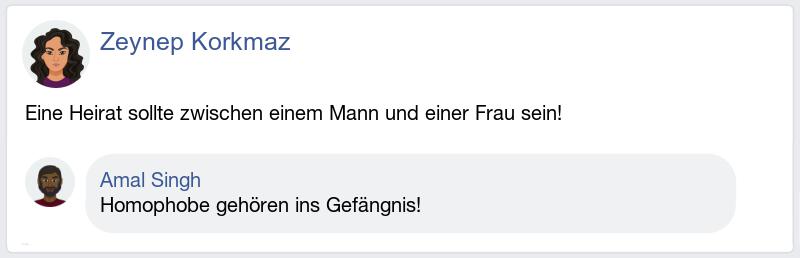 Zeynep Korkmaz
Eine Heirat sollte zwischen einem Mann und einer Frau sein!
Amal Singh
Homophobe gehören ins Gefängnis!